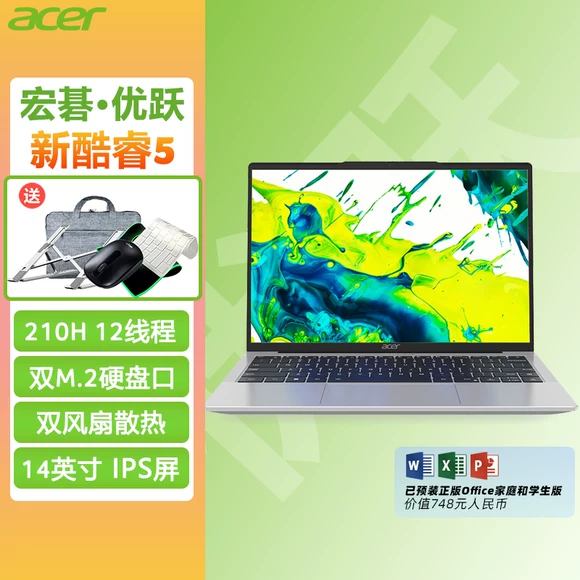 acer
宏碁·优跃
新酷睿5
送
210H 12线程
双M.2硬盘口
双风扇散热
14英寸 IPS屏
acer
W X P
已预装正版Office家庭和学生版
价值748元人民币